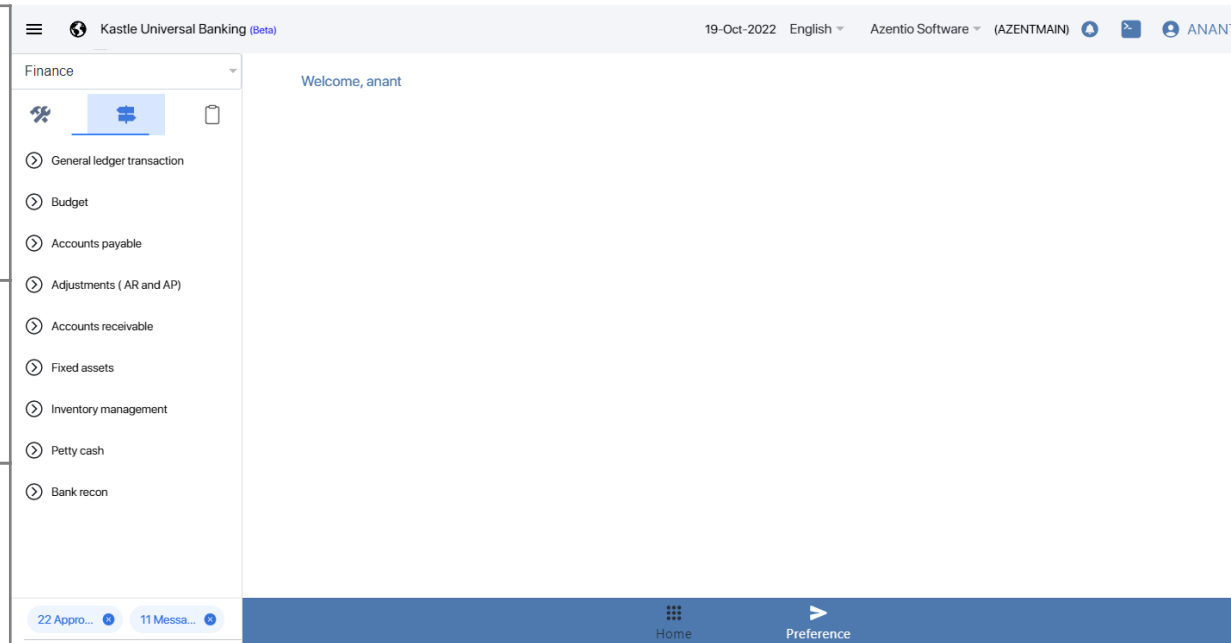 Kastle Universal Banking (Beta)
19-Oct-2022 English Azentio Software (AZENTMAIN) ANANT
Finance
Welcome, anant
General ledger transaction
Budget
Accounts payable
Adjustments ( AR and AP)
Accounts receivable
Fixed assets
Inventory management
Petty cash
Bank recon
22 Appro... 11 Messa...
Home Preference